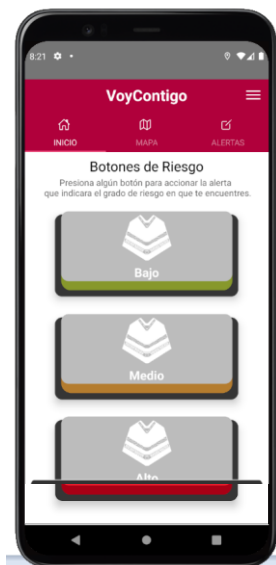 8:21
VoyContigo
INICIO MAPA ALERTAS
Botones de Riesgo
Presiona algún botón para accionar la alerta
que indicara el grado de riesgo en que te encuentres.
Bajo
Medio
Alto